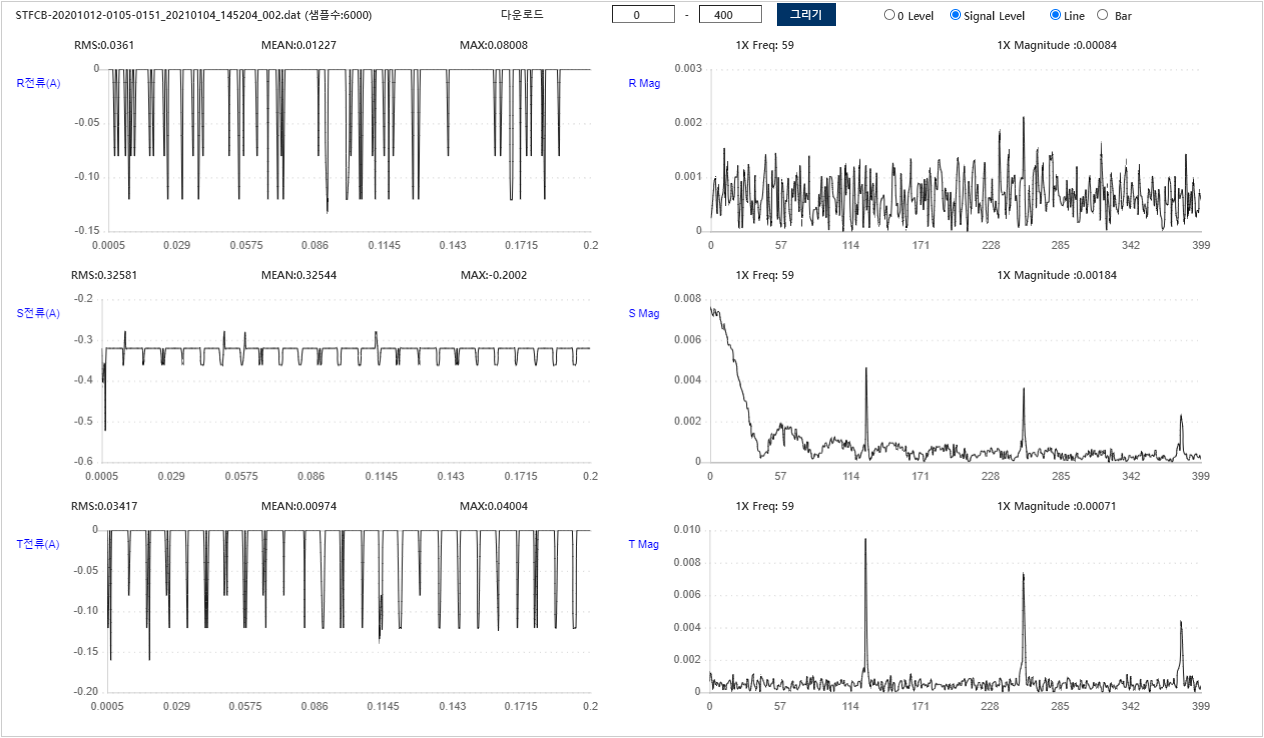 STFCB-20201012-0105-0151_20210104_145204_002.dat (샘플수:6000) 다운로드 0 - 400 그리기 0 Level Signal Level Line Bar
RMS:0.0361 MEAN:0.01227 MAX:0.08008 1X Freq: 59 1X Magnitude :0.00084
R전류(A)
0
-0.05
-0.10
-0.15
0.0005 0.029 0.0575 0.086 0.1145 0.143 0.1715 0.2
R Mag
0.003
0.002
0.001
0
0 57 114 171 228 285 342 399
RMS:0.32581 MEAN:0.32544 MAX:-0.2002 1X Freq: 59 1X Magnitude :0.00184
S전류(A)
-0.2
-0.3
-0.4
-0.5
-0.6
0.0005 0.029 0.0575 0.086 0.1145 0.143 0.1715 0.2
S Mag
0.008
0.006
0.004
0.002
0
0 57 114 171 228 285 342 399
RMS:0.03417 MEAN:0.00974 MAX:0.04004 1X Freq: 59 1X Magnitude :0.00071
T전류(A)
0
-0.05
-0.10
-0.15
-0.20
0.0005 0.029 0.0575 0.086 0.1145 0.143 0.1715 0.2
T Mag
0.010
0.008
0.006
0.004
0.002
0
0 57 114 171 228 285 342 399